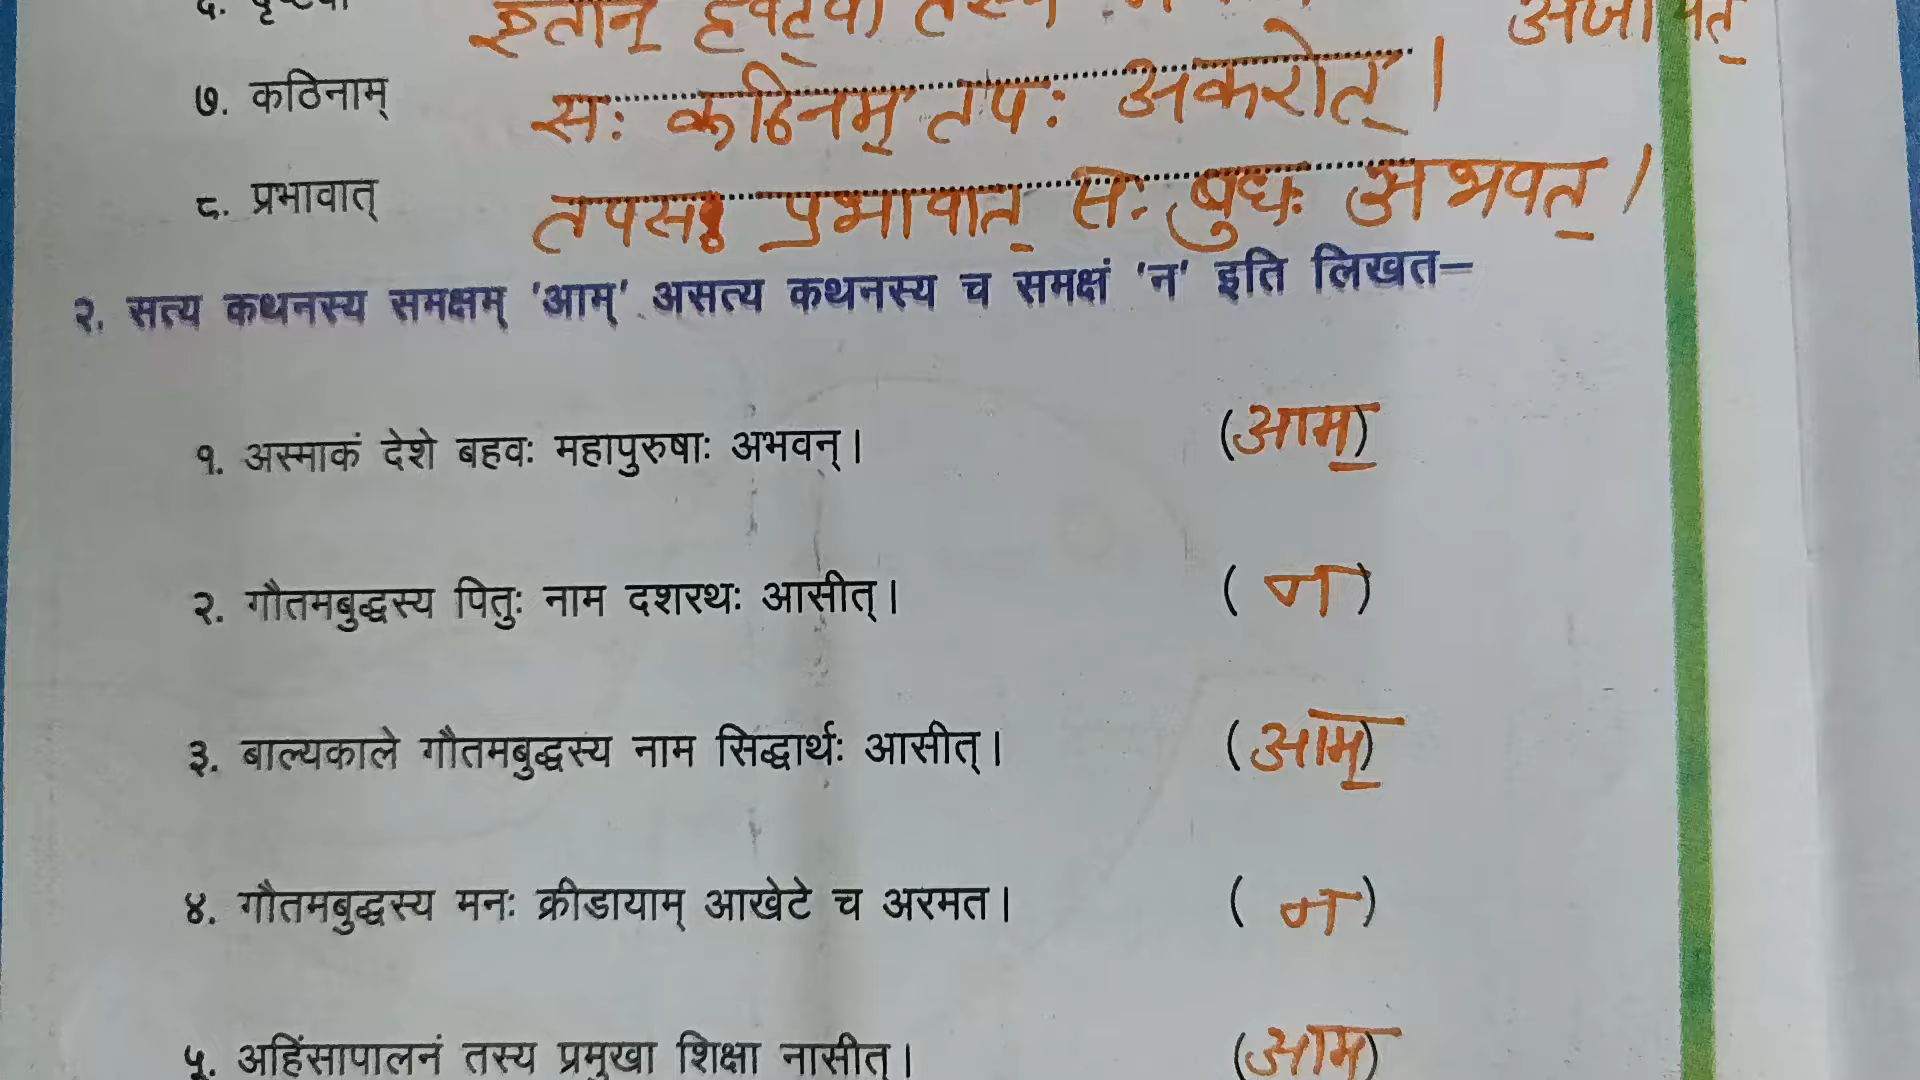 ६.
७. कठिनाम् सः कठिनम् तपः अकरोत्।
८. प्रभावात् तपसः प्रभावात् सः बुधः अभवत्।
२. सत्य कथनस्य समक्षम् 'आम्' असत्य कथनस्य च समक्षं 'न' इति लिखत–
१. अस्माकं देशे बहवः महापुरुषाः अभवन्। (आम्)
२. गौतमबुद्धस्य पितुः नाम दशरथः आसीत्। ( न )
३. बाल्यकाले गौतमबुद्धस्य नाम सिद्धार्थः आसीत्। (आम्)
४. गौतमबुद्धस्य मनः क्रीडायाम् आखेटे च अरमत। ( न )
५. अहिंसापालनं तस्य प्रमुखा शिक्षा नासीत्। (आम)